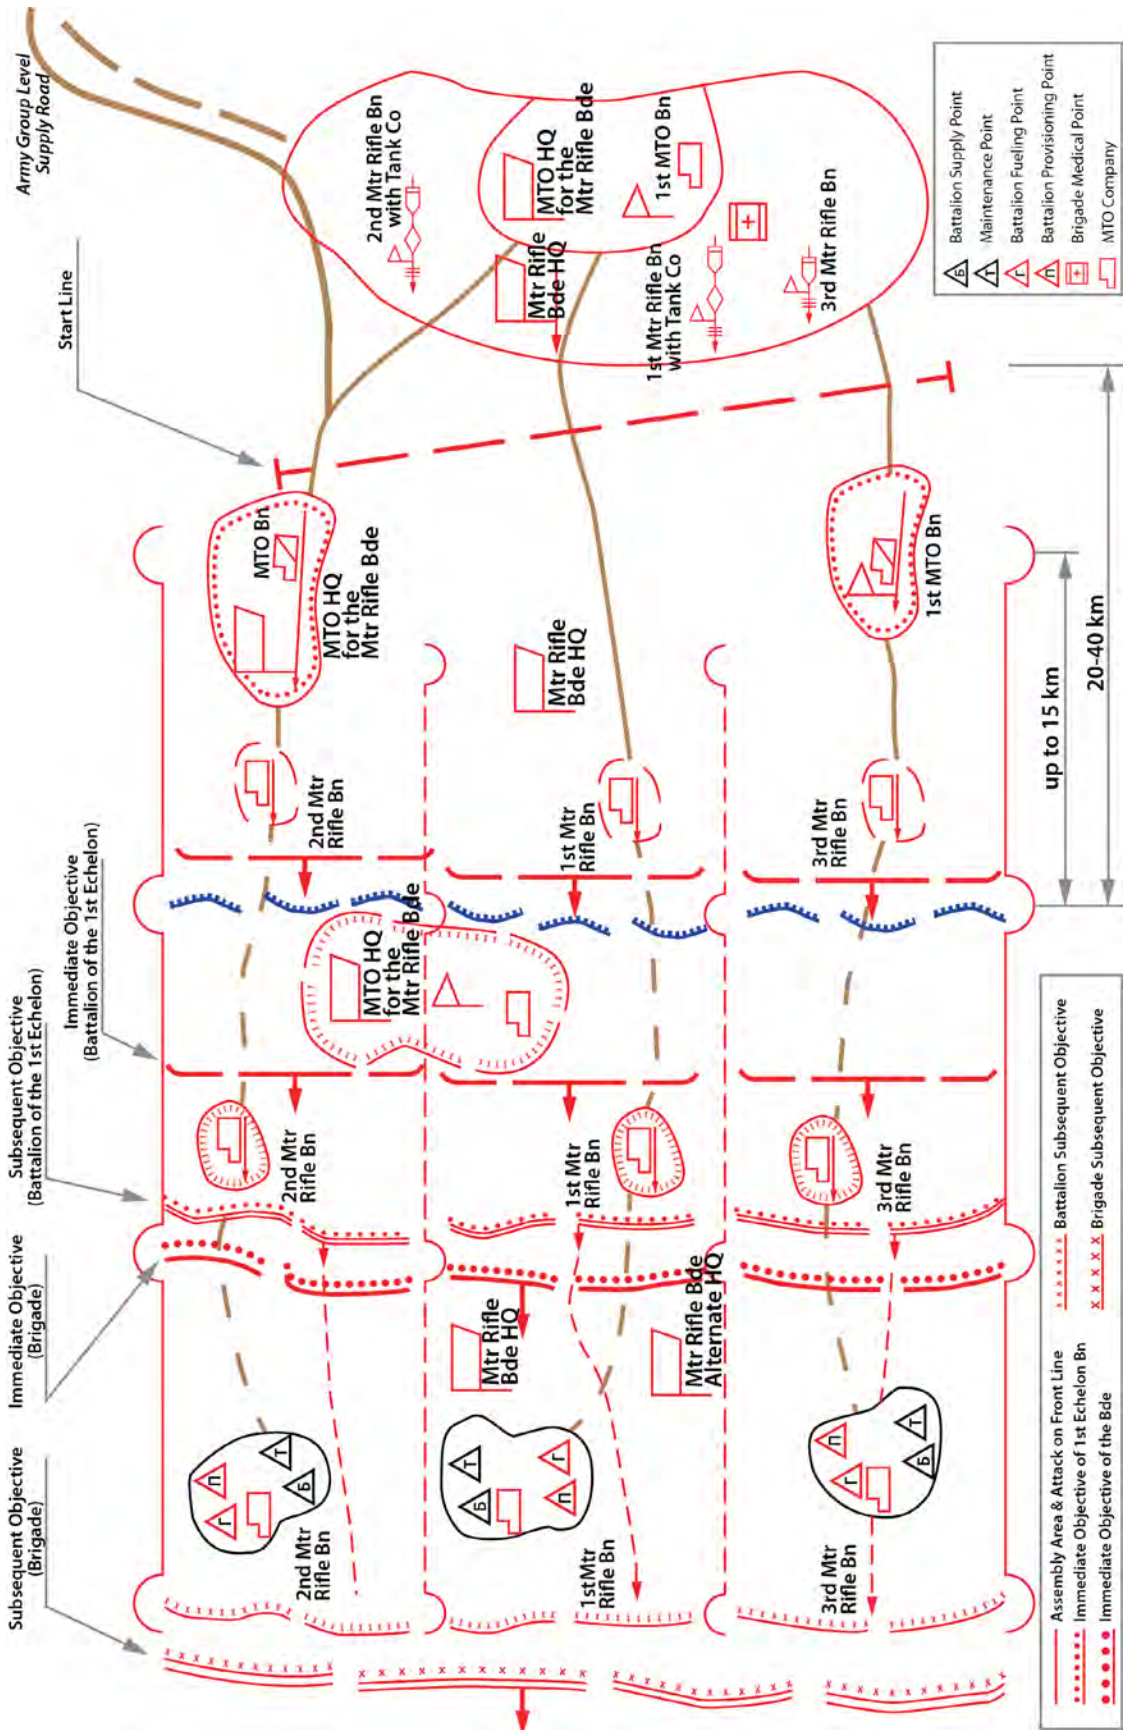 Army Group Level
Supply Road
Start Line
Immediate Objective
(Battalion of the 1st Echelon)
Subsequent Objective
(Battalion of the 1st Echelon)
Immediate Objective
(Brigade)
Subsequent Objective
(Brigade)
2nd Mtr Rifle Bn
with Tank Co
MTO HQ
for the
Mtr Rifle Bde
1st MTO Bn
Mtr Rifle
Bde HQ
1st Mtr Rifle Bn
with Tank Co
3rd Mtr Rifle Bn
MTO Bn
MTO HQ
for the
Mtr Rifle Bde
Mtr Rifle
Bde HQ
1st MTO Bn
2nd Mtr
Rifle Bn
1st Mtr
Rifle Bn
3rd Mtr
Rifle Bn
MTO HQ
for the
Mtr Rifle Bde
2nd Mtr
Rifle Bn
1st Mtr
Rifle Bn
3rd Mtr
Rifle Bn
Mtr Rifle
Bde HQ
Mtr Rifle Bde
Alternate HQ
Г
П
Б
Т
2nd Mtr
Rifle Bn
Б
Т
П
Г
1stMtr
Rifle Bn
Г
П
Б
Т
3rd Mtr
Rifle Bn
up to 15 km
20-40 km
Б
Battalion Supply Point
Т
Maintenance Point
Г
Battalion Fueling Point
П
Battalion Provisioning Point
Brigade Medical Point
MTO Company
Assembly Area & Attack on Front Line
Immediate Objective of 1st Echelon Bn
Immediate Objective of the Bde
Battalion Subsequent Objective
x x x x x Brigade Subsequent Objective